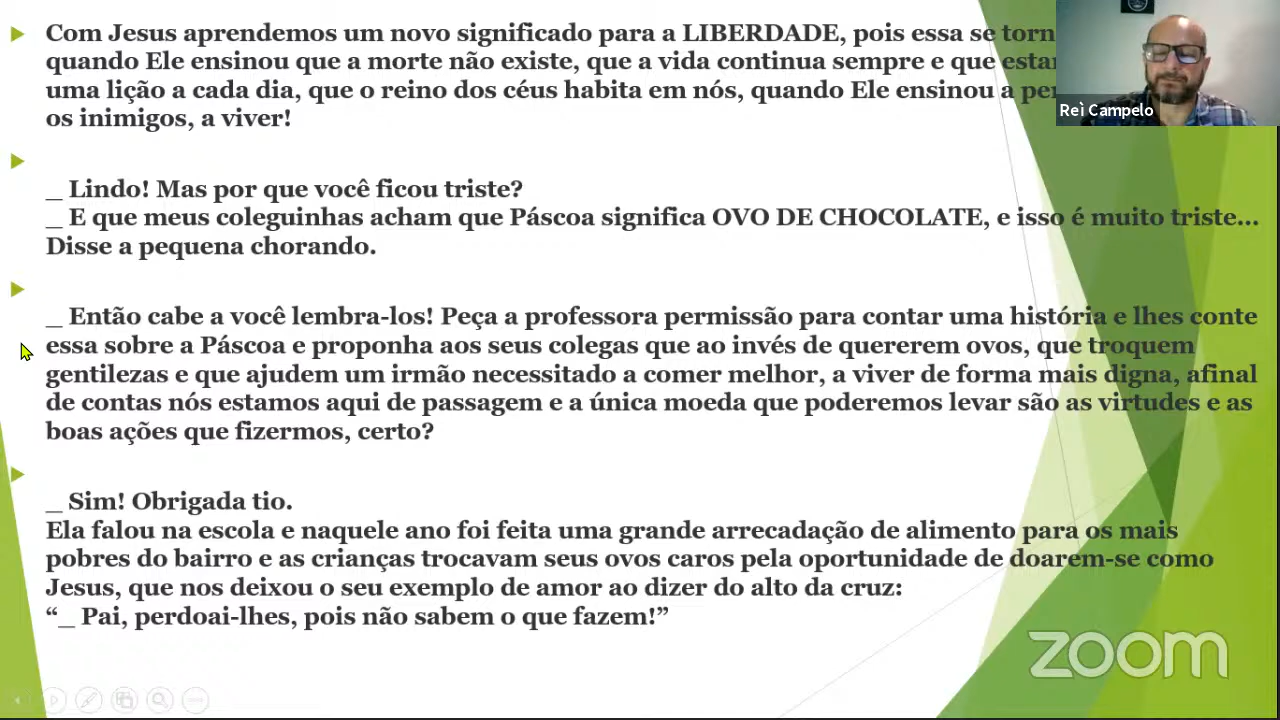 Com Jesus aprendemos um novo significado para a LIBERDADE, pois essa se
quando Ele ensinou que a morte não existe, que a vida continua sempre e que
uma lição a cada dia, que o reino dos céus habita em nós, quando Ele ensinou a
os inimigos, a viver!
Reì Campelo
_ Lindo! Mas por que você ficou triste?
_ E que meus coleguinhas acham que Páscoa significa OVO DE CHOCOLATE, e isso é muito triste...
Disse a pequena chorando.
_ Então cabe a você lembra-los! Peça a professora permissão para contar uma história e lhes conte
essa sobre a Páscoa e proponha aos seus colegas que ao invés de quererem ovos, que troquem
gentilezas e que ajudem um irmão necessitado a comer melhor, a viver de forma mais digna, afinal
de contas nós estamos aqui de passagem e a única moeda que poderemos levar são as virtudes e as
boas ações que fizermos, certo?
_ Sim! Obrigada tio.
Ela falou na escola e naquele ano foi feita uma grande arrecadação de alimento para os mais
pobres do bairro e as crianças trocavam seus ovos caros pela oportunidade de doarem-se como
Jesus, que nos deixou o seu exemplo de amor ao dizer do alto da cruz:
“_ Pai, perdoai-lhes, pois não sabem o que fazem!”
zoom